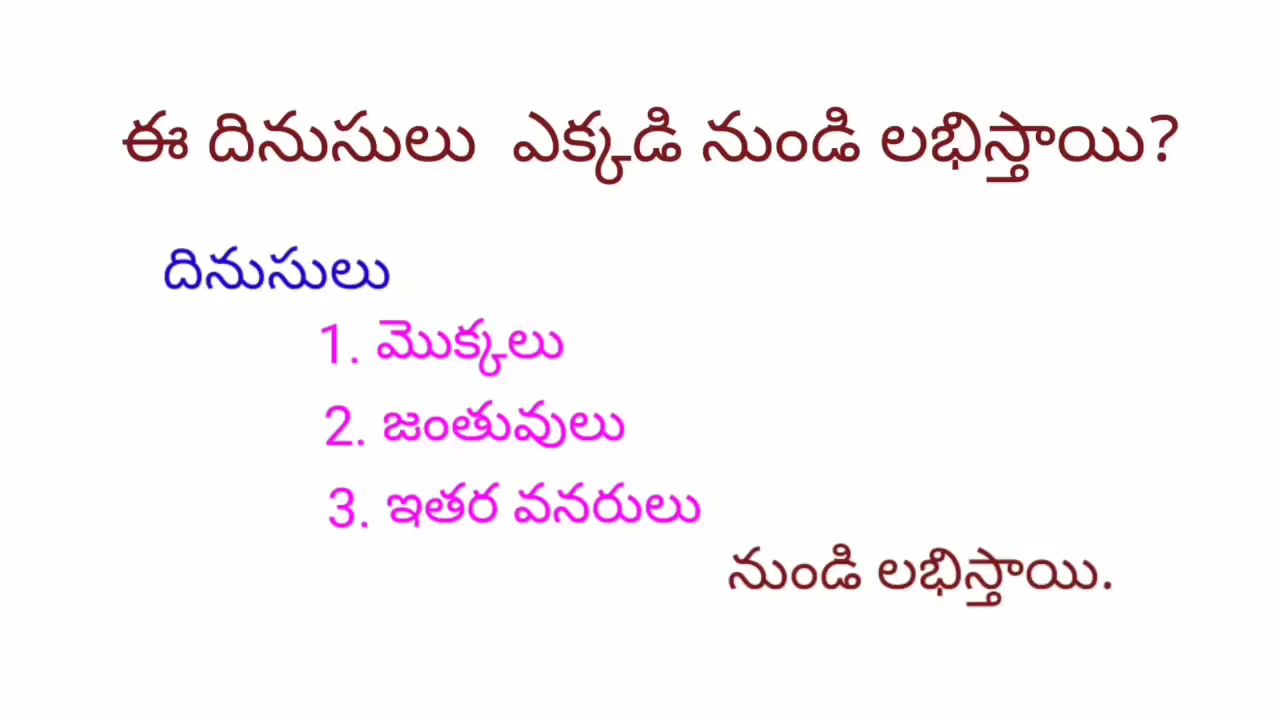 ఈ దినుసులు ఎక్కడి నుండి లభిస్తాయి?
దినుసులు
1. మొక్కలు
2. జంతువులు
3. ఇతర వనరులు
నుండి లభిస్తాయి.